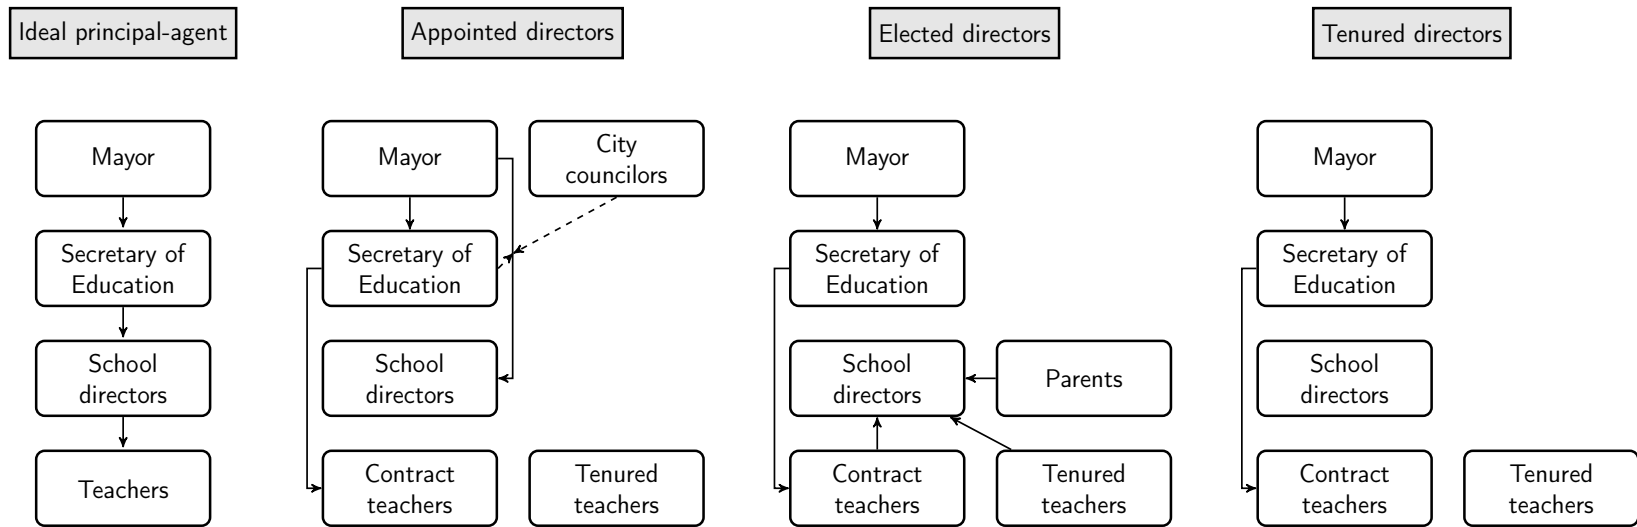 Ideal principal-agent
Mayor
Secretary of
Education
School
directors
Teachers
Appointed directors
Mayor
City
councilors
Secretary of
Education
School
directors
Contract
teachers
Tenured
teachers
Elected directors
Mayor
Secretary of
Education
School
directors
Parents
Contract
teachers
Tenured
teachers
Tenured directors
Mayor
Secretary of
Education
School
directors
Contract
teachers
Tenured
teachers